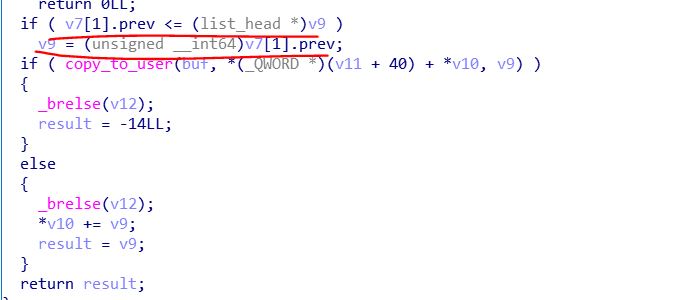 return 0LL;
if ( v7[1].prev <= (list_head *)v9 )
v9 = (unsigned __int64)v7[1].prev;
if ( copy_to_user(buf, *(_QWORD *)(v11 + 40) + *v10, v9) )
{
_brelse(v12);
result = -14LL;
}
else
{
_brelse(v12);
*v10 += v9;
result = v9;
}
return result;